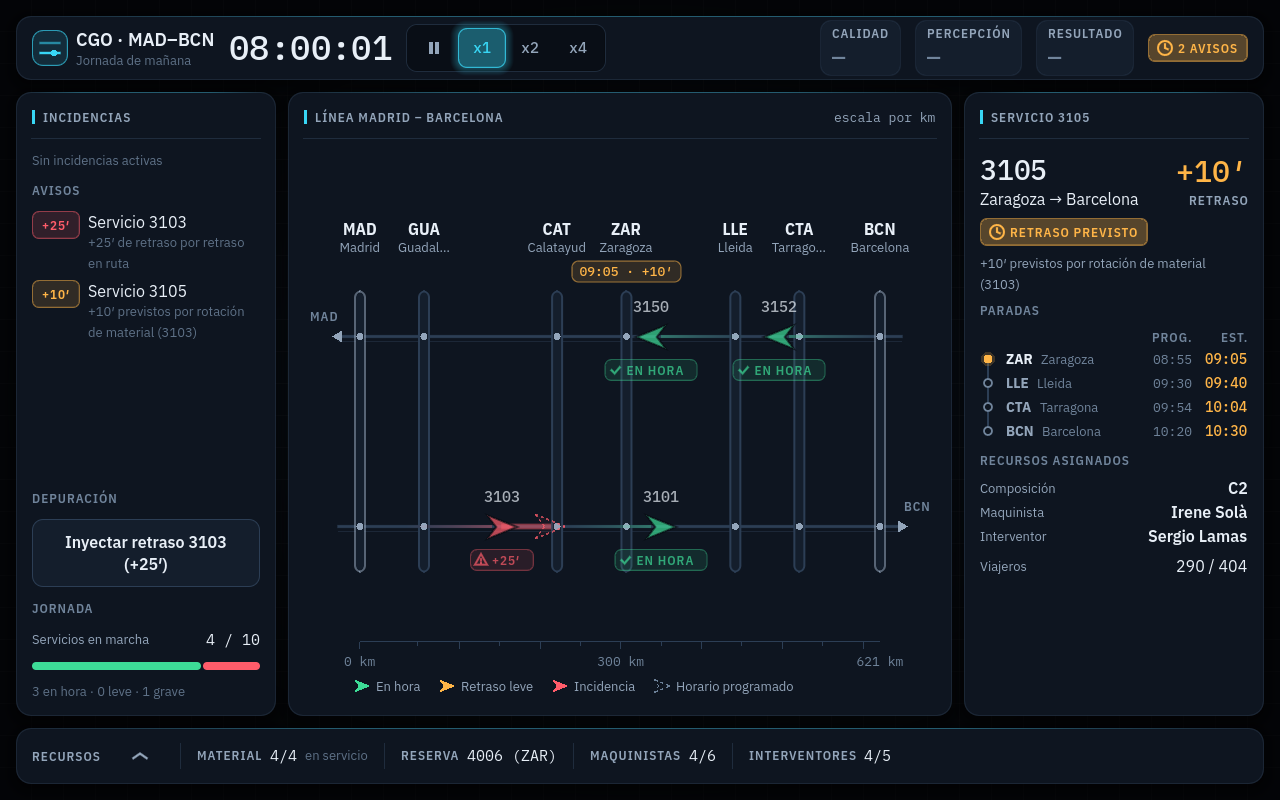 CGO · MAD–BCN
Jornada de mañana
08:00:01
x1
x2
x4
CALIDAD
—
PERCEPCIÓN
—
RESULTADO
—
2 AVISOS
INCIDENCIAS
Sin incidencias activas
AVISOS
+25′
Servicio 3103
+25′ de retraso por retraso
en ruta
+10′
Servicio 3105
+10′ previstos por rotación
de material (3103)
DEPURACIÓN
Inyectar retraso 3103
(+25′)
JORNADA
Servicios en marcha
4 / 10
3 en hora · 0 leve · 1 grave
LÍNEA MADRID – BARCELONA
escala por km
MAD
GUA
CAT
ZAR
LLE
CTA
BCN
Madrid
Guadal…
Calatayud
Zaragoza
Lleida
Tarrago…
Barcelona
09:05 · +10′
3150
3152
MAD
EN HORA
EN HORA
3103
3101
BCN
+25′
EN HORA
0 km
300 km
621 km
En hora
Retraso leve
Incidencia
Horario programado
SERVICIO 3105
3105
+10′
Zaragoza → Barcelona
RETRASO
RETRASO PREVISTO
+10′ previstos por rotación de material
(3103)
PARADAS
PROG.
EST.
ZAR Zaragoza 08:55 09:05
LLE Lleida 09:30 09:40
CTA Tarragona 09:54 10:04
BCN Barcelona 10:20 10:30
RECURSOS ASIGNADOS
Composición C2
Maquinista Irene Solà
Interventor Sergio Lamas
Viajeros 290 / 404
RECURSOS
MATERIAL 4/4 en servicio
RESERVA 4006 (ZAR)
MAQUINISTAS 4/6
INTERVENTORES 4/5